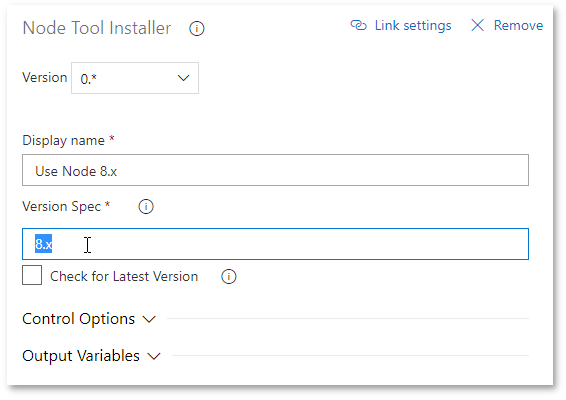 Node Tool Installer Link settings Remove
Version 0.*
Display name *
Use Node 8.x
Version Spec *
8.x
Check for Latest Version
Control Options
Output Variables